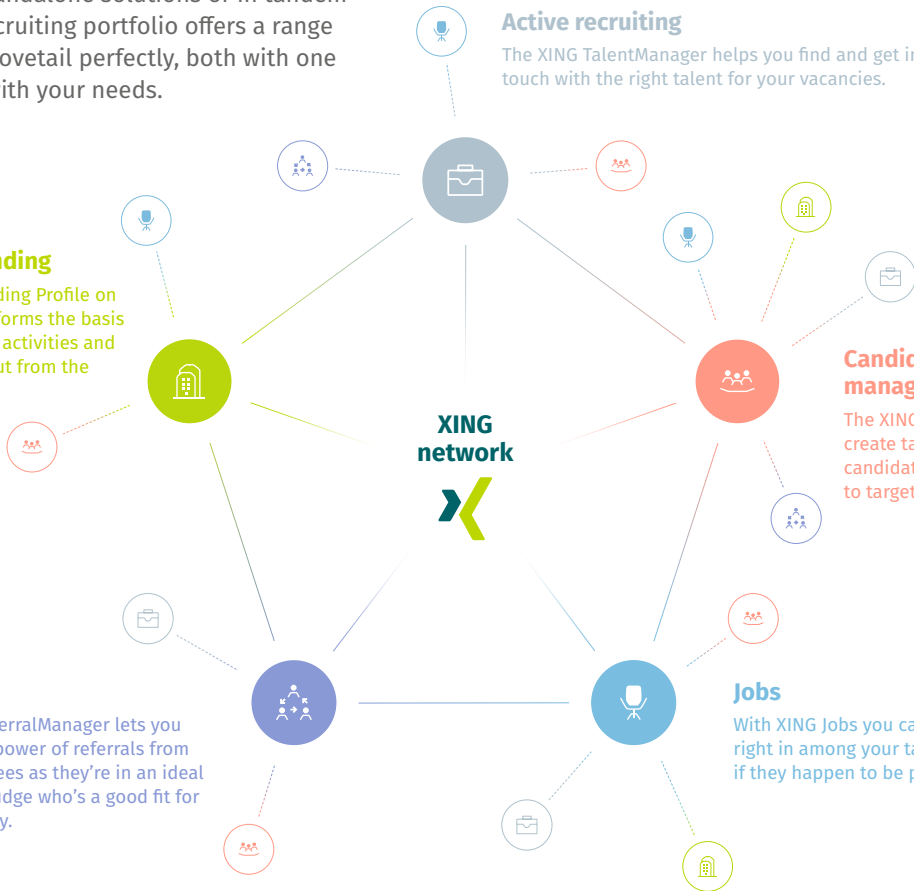 andalone solutions or in tandem
cruiting portfolio offers a range
ovetail perfectly, both with one
ith your needs.
Active recruiting
The XING TalentManager helps you find and get in
touch with the right talent for your vacancies.
nding
ding Profile on
forms the basis
activities and
ut from the
XING
network
Candid
manag
The XING
create ta
candidat
to target
erralManager lets you
power of referrals from
ees as they're in an ideal
udge who's a good fit for
y.
Jobs
With XING Jobs you ca
right in among your ta
if they happen to be p